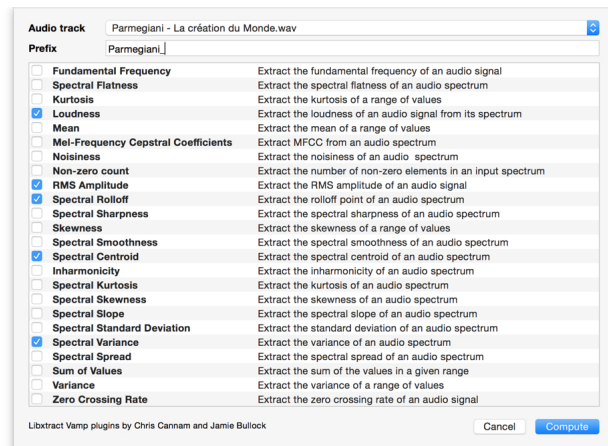 Audio track Parmegiani - La création du Monde.wav
Prefix Parmegiani_
Fundamental Frequency Extract the fundamental frequency of an audio signal
Spectral Flatness Extract the spectral flatness of an audio spectrum
Kurtosis Extract the kurtosis of a range of values
Loudness Extract the loudness of an audio signal from its spectrum
Mean Extract the mean of a range of values
Mel-Frequency Cepstral Coefficients Extract MFCC from an audio spectrum
Noisiness Extract the noisiness of an audio spectrum
Non-zero count Extract the number of non-zero elements in an input spectrum
RMS Amplitude Extract the RMS amplitude of an audio signal
Spectral Rolloff Extract the rolloff point of an audio spectrum
Spectral Sharpness Extract the spectral sharpness of an audio spectrum
Skewness Extract the skewness of a range of values
Spectral Smoothness Extract the spectral smoothness of an audio spectrum
Spectral Centroid Extract the spectral centroid of an audio spectrum
Inharmonicity Extract the inharmonicity of an audio spectrum
Spectral Kurtosis Extract the kurtosis of an audio spectrum
Spectral Skewness Extract the skewness of an audio spectrum
Spectral Slope Extract the spectral slope of an audio spectrum
Spectral Standard Deviation Extract the standard deviation of an audio spectrum
Spectral Variance Extract the variance of an audio spectrum
Spectral Spread Extract the spectral spread of an audio spectrum
Sum of Values Extract the sum of the values in a given range
Variance Extract the variance of a range of values
Zero Crossing Rate Extract the zero crossing rate of an audio signal
Libxtract Vamp plugins by Chris Cannam and Jamie Bullock Cancel Compute